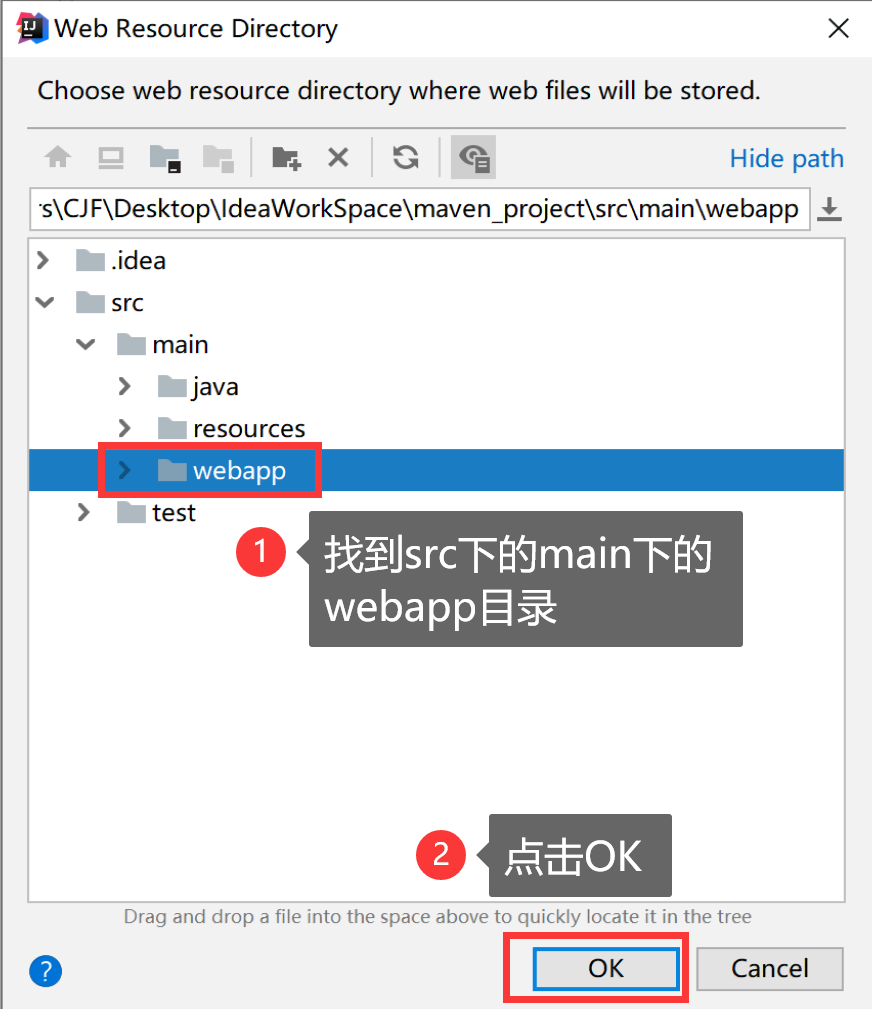 Web Resource Directory
Choose web resource directory where web files will be stored.
Hide path
rs\CJF\Desktop\IdeaWorkSpace\maven_project\src\main\webapp
.idea
src
main
java
resources
webapp
test
1
找到src下的main下的
webapp目录
2
点击OK
Drag and drop a file into the space above to quickly locate it in the tree
?
OK
Cancel